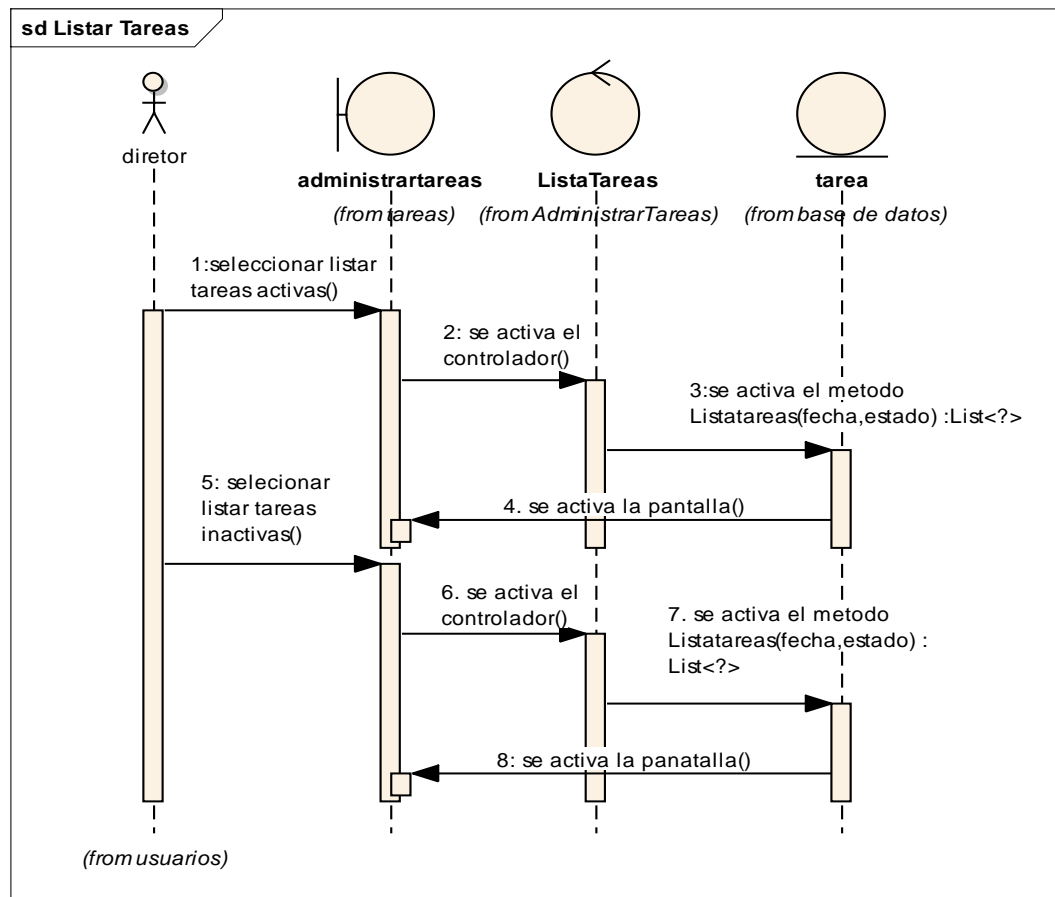 sd Listar Tareas
diretor
administrartareas
ListaTareas
tarea
(from tareas)
(from AdministrarTareas)
(from base de datos)
1:seleccionar listar
tareas activas()
2: se activa el
controlador()
3:se activa el metodo
Listatareas(fecha,estado) :List<?>
4. se activa la pantalla()
5: selecionar
listar tareas
inactivas()
6. se activa el
controlador()
7. se activa el metodo
Listatareas(fecha,estado) :
List<?>
8: se activa la panatalla()
(from usuarios)